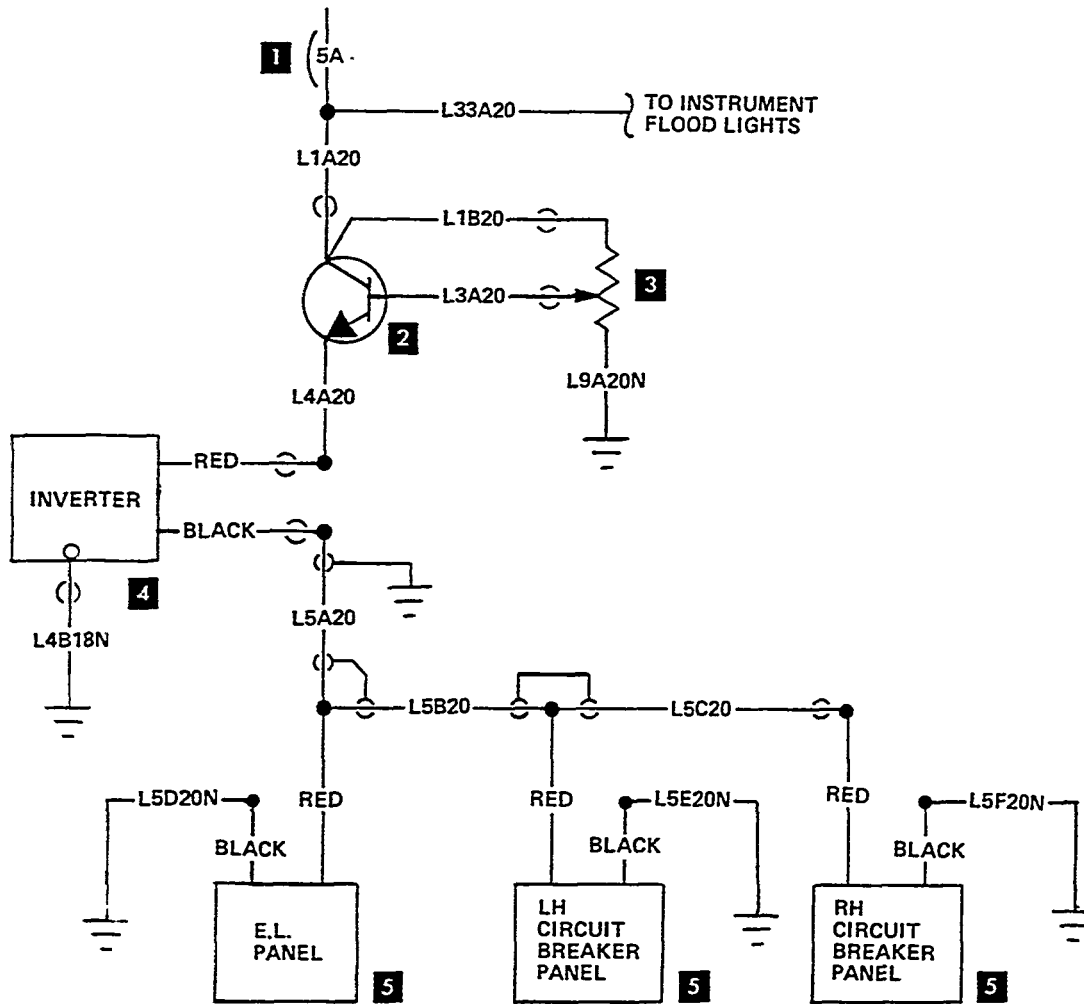 1
5A
L33A20
TO INSTRUMENT
FLOOD LIGHTS
L1A20
L1B20
L3A20
3
2
L4A20
L9A20N
RED
INVERTER
BLACK
4
L5A20
L4B18N
L5B20
L5C20
L5D20N
RED
RED
L5E20N
RED
L5F20N
BLACK
BLACK
BLACK
E.L.
PANEL
5
LH
CIRCUIT
BREAKER
PANEL
5
RH
CIRCUIT
BREAKER
PANEL
5